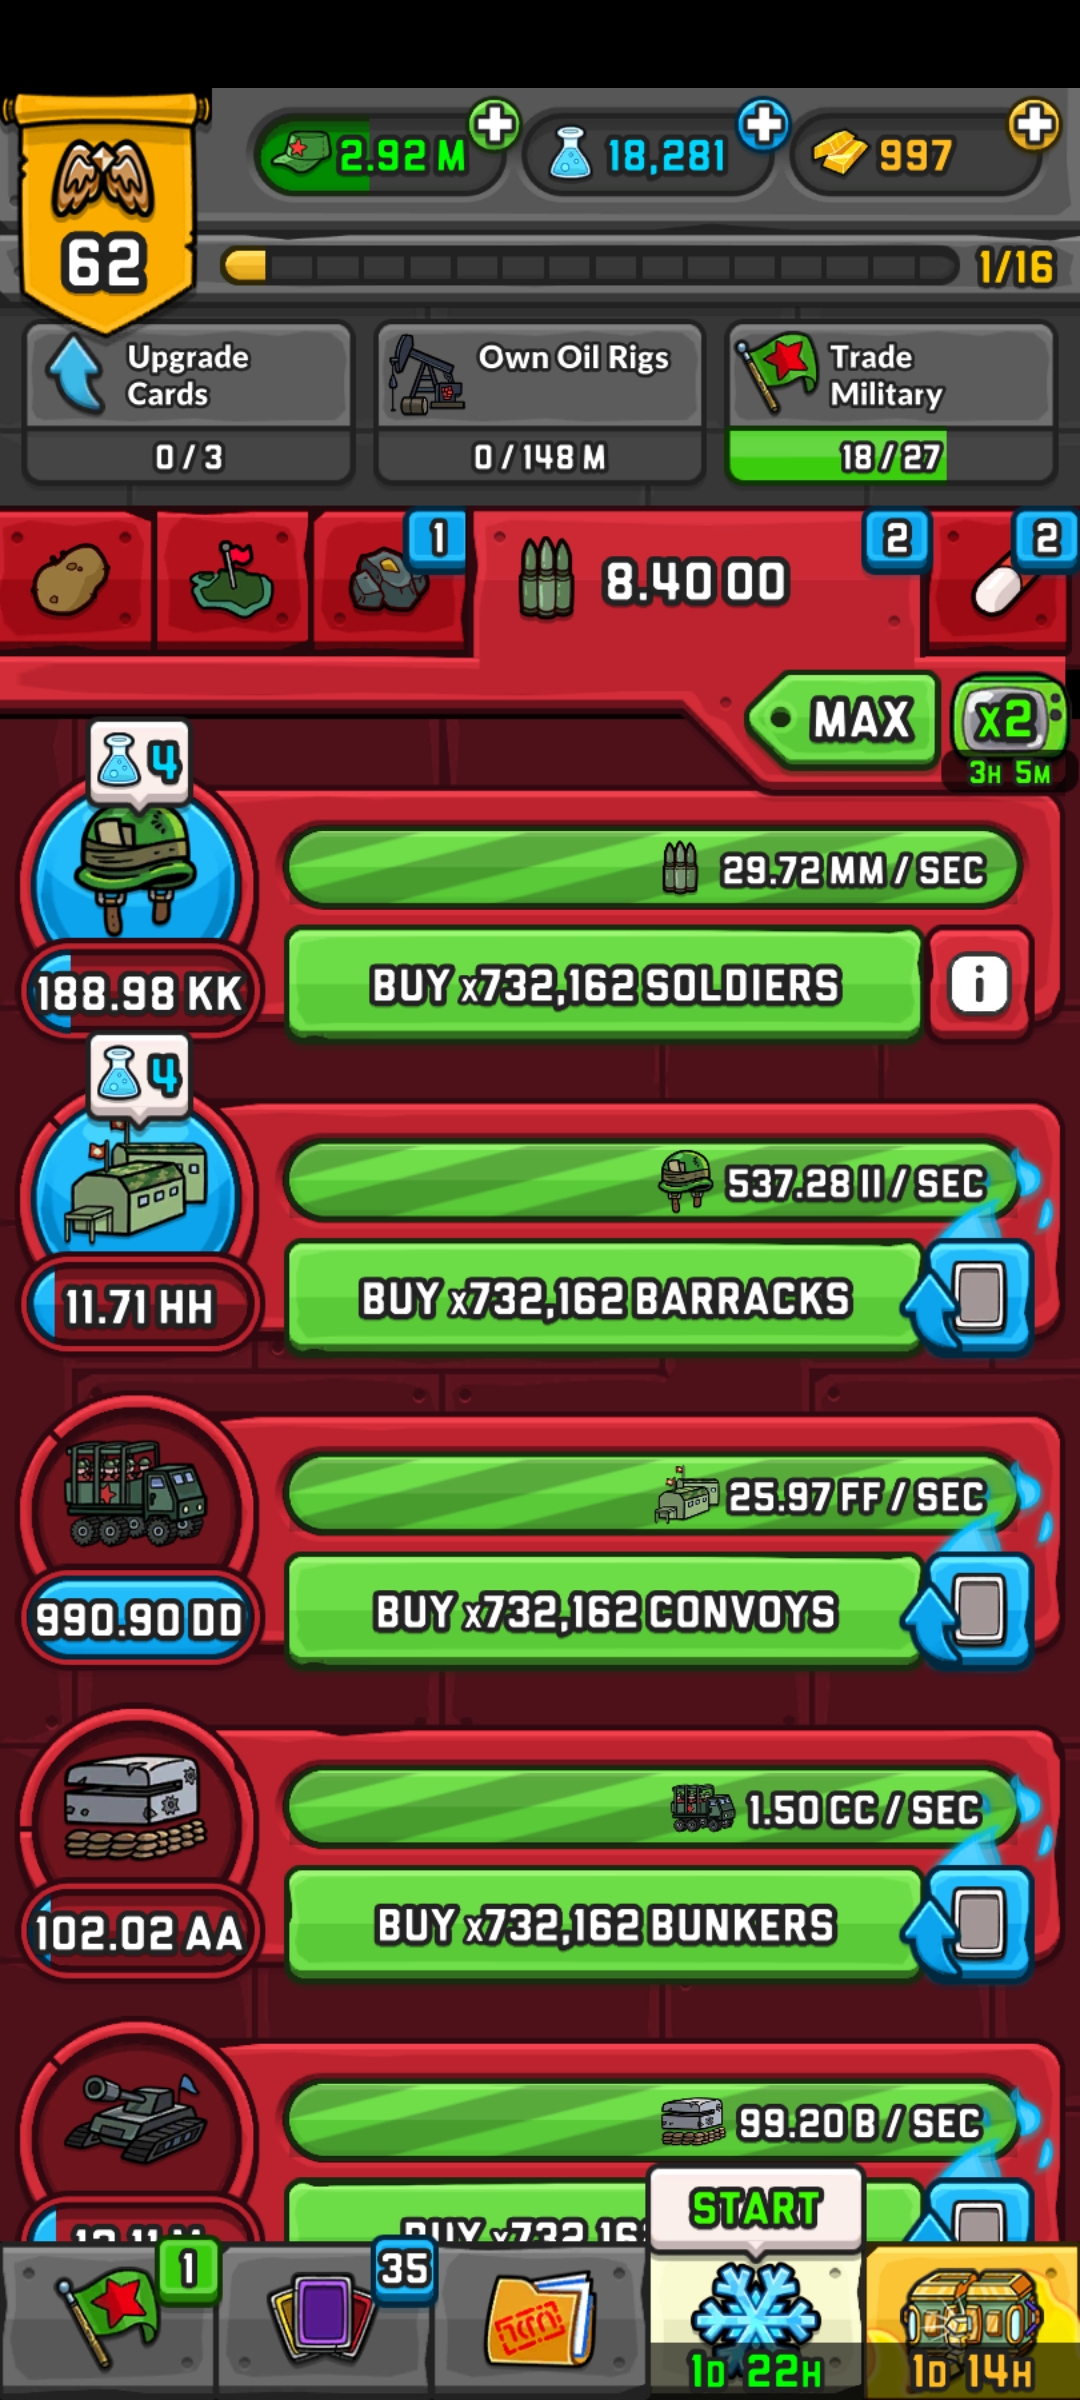 2.92 M
18,281
997
62
1/16
Upgrade
Cards
0 / 3
Own Oil Rigs
0 / 148 M
Trade
Military
18 / 27
1
8.40 OO
2
2
MAX
x2
3H 5M
4
29.72 MM / SEC
188.98 KK
BUY x732,162 SOLDIERS
i
4
537.28 II / SEC
11.71 HH
BUY x732,162 BARRACKS
25.97 FF / SEC
990.90 DD
BUY x732,162 CONVOYS
1.50 CC / SEC
102.02 AA
BUY x732,162 BUNKERS
99.20 B / SEC
BUY
START
1
35
1D 22H
1D 14H